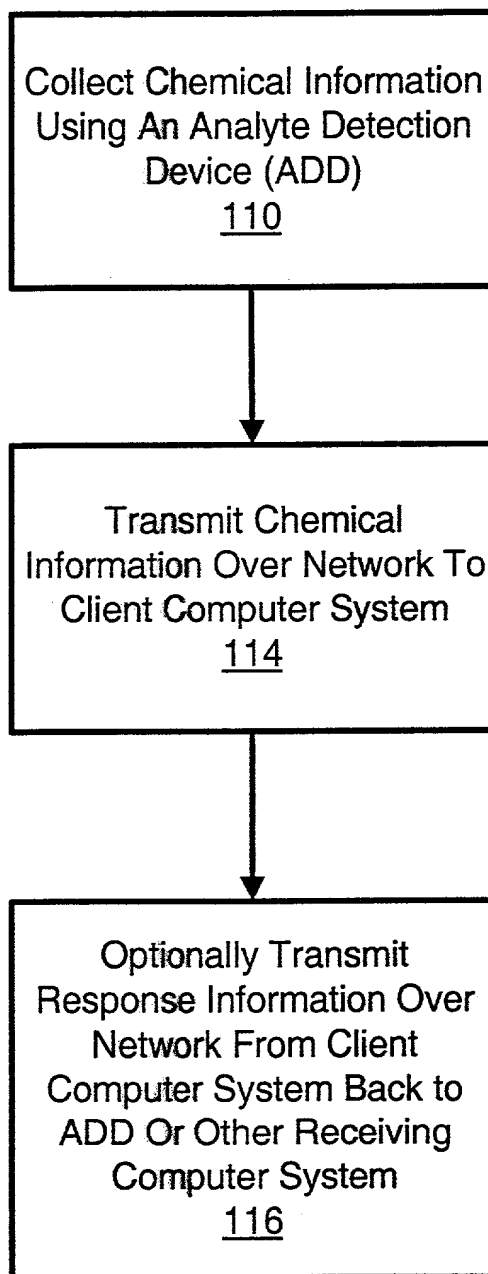 Collect Chemical Information
Using An Analyte Detection
Device (ADD)
110
Transmit Chemical
Information Over Network To
Client Computer System
114
Optionally Transmit
Response Information Over
Network From Client
Computer System Back to
ADD Or Other Receiving
Computer System
116